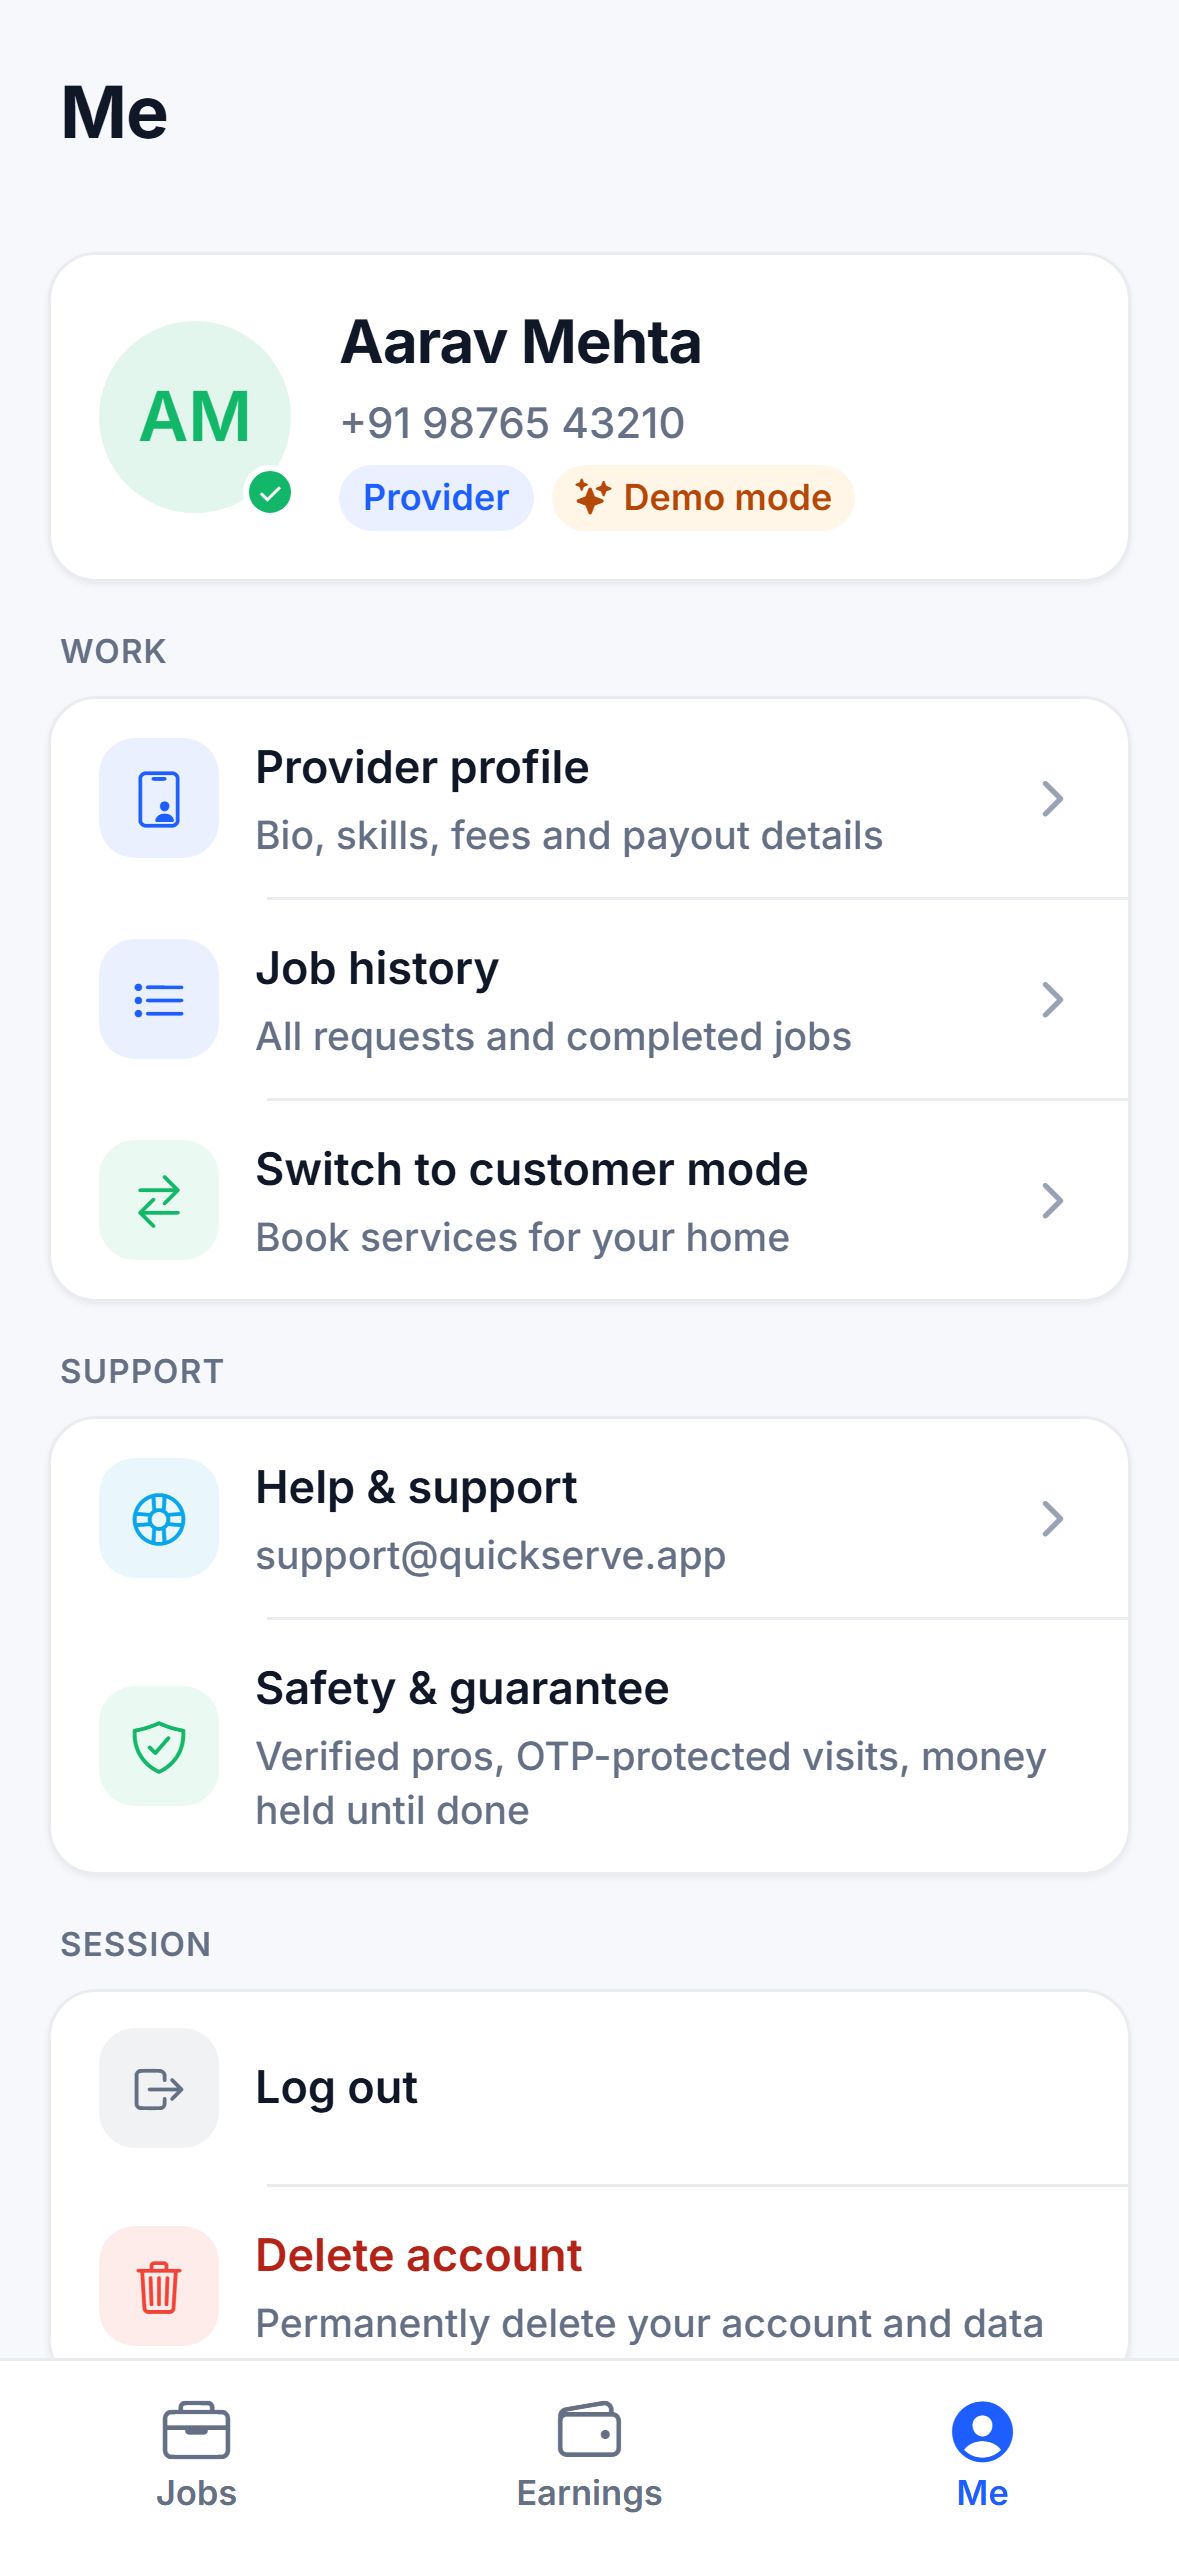 Me
Aarav Mehta
AM
+91 98765 43210
Provider
Demo mode
WORK
Provider profile
Bio, skills, fees and payout details
Job history
All requests and completed jobs
Switch to customer mode
Book services for your home
SUPPORT
Help & support
support@quickserve.app
Safety & guarantee
Verified pros, OTP-protected visits, money
held until done
SESSION
Log out
Delete account
Permanently delete your account and data
Jobs
Earnings
Me